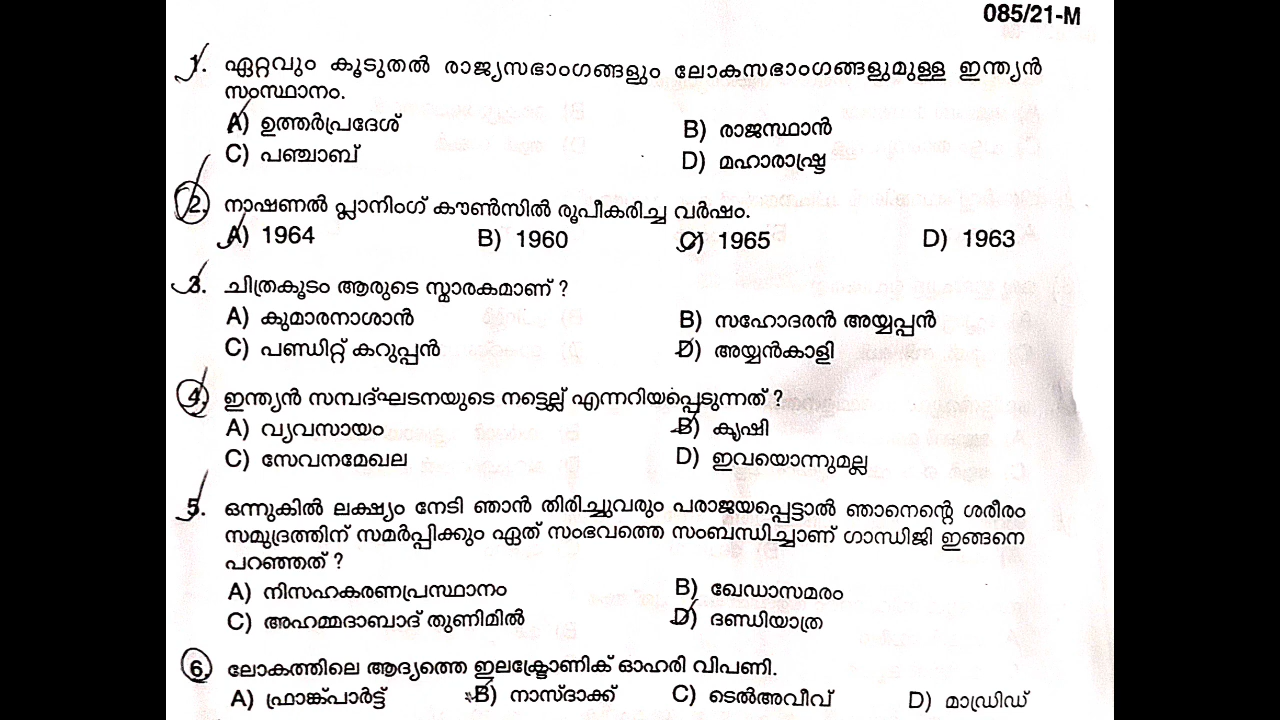 085/21-M
1. ഏറ്റവും കൂടുതൽ രാജ്യസഭാംഗങ്ങളും ലോകസഭാംഗങ്ങളുമുള്ള ഇന്ത്യൻ
സംസ്ഥാനം.
A) ഉത്തർപ്രദേശ് B) രാജസ്ഥാൻ
C) പഞ്ചാബ് D) മഹാരാഷ്ട്ര
2. നാഷണൽ പ്ലാനിംഗ് കൗൺസിൽ രൂപീകരിച്ച വർഷം.
A) 1964 B) 1960 C) 1965 D) 1963
3. ചിത്രകൂടം ആരുടെ സ്മാരകമാണ് ?
A) കുമാരനാശാൻ B) സഹോദരൻ അയ്യപ്പൻ
C) പണ്ഡിറ്റ് കറുപ്പൻ D) അയ്യൻകാളി
4. ഇന്ത്യൻ സമ്പദ്ഘടനയുടെ നട്ടെല്ല് എന്നറിയപ്പെടുന്നത് ?
A) വ്യവസായം B) കൃഷി
C) സേവനമേഖല D) ഇവയൊന്നുമല്ല
5. ഒന്നുകിൽ ലക്ഷ്യം നേടി ഞാൻ തിരിച്ചുവരും പരാജയപ്പെട്ടാൽ ഞാനെന്റെ ശരീരം
സമുദ്രത്തിന് സമർപ്പിക്കും ഏത് സംഭവത്തെ സംബന്ധിച്ചാണ് ഗാന്ധിജി ഇങ്ങനെ
പറഞ്ഞത് ?
A) നിസഹകരണപ്രസ്ഥാനം B) ഖേഡാസമരം
C) അഹമ്മദാബാദ് തുണിമിൽ D) ദണ്ഡിയാത്ര
6. ലോകത്തിലെ ആദ്യത്തെ ഇലക്ട്രോണിക് ഓഹരി വിപണി.
A) ഫ്രാങ്ക്പാർട്ട് B) നാസ്ദാക്ക് C) ടെൽഅവീവ് D) മാഡ്രിഡ്